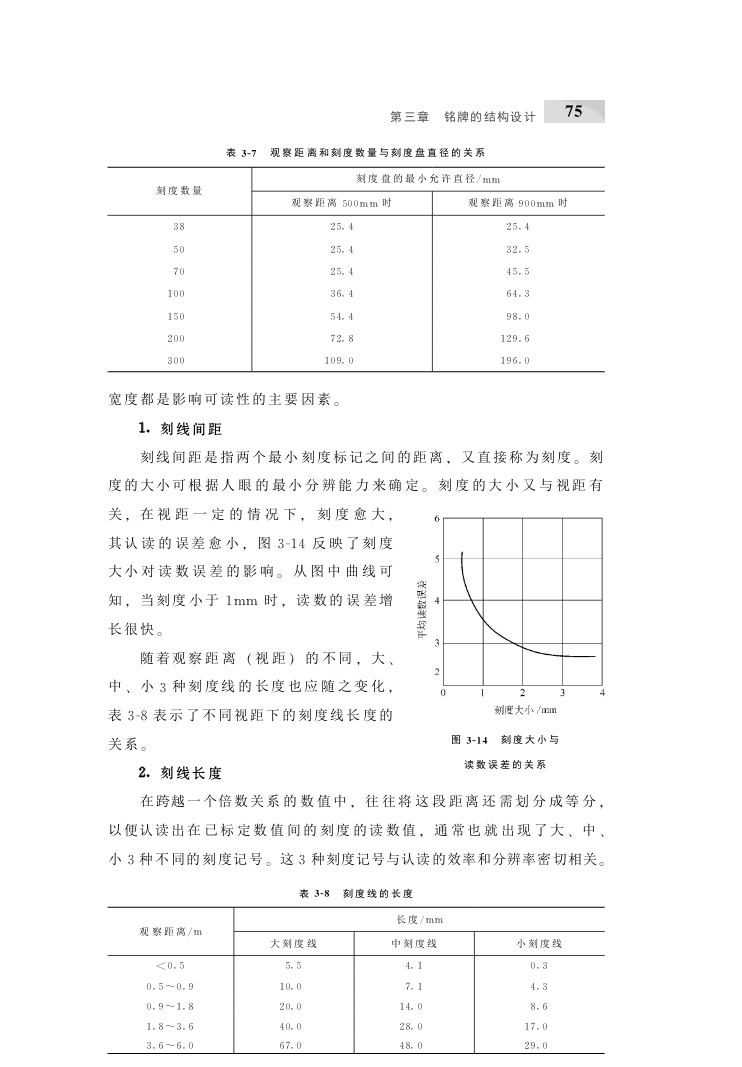 第三章 铭牌的结构设计 75
表 3-7 观察距离和刻度数量与刻度盘直径的关系
刻度数量 刻度盘的最小允许直径/mm
观察距离 500mm 时 观察距离 900mm 时
38 25.4 25.4
50 25.4 32.5
70 25.4 45.5
100 36.4 64.3
150 54.4 98.0
200 72.8 129.6
300 109.0 196.0
宽度都是影响可读性的主要因素。
1. 刻线间距
刻线间距是指两个最小刻度标记之间的距离，又直接称为刻度。刻
度的大小可根据人眼的最小分辨能力来确定。刻度的大小又与视距有
关，在视距一定的情况下，刻度愈大，
其认读的误差愈小，图 3-14 反映了刻度
大小对读数误差的影响。从图中曲线可
知，当刻度小于 1mm 时，读数的误差增
长很快。
随着观察距离（视距）的不同，大、
中、小 3 种刻度线的长度也应随之变化，
表 3-8 表示了不同视距下的刻度线长度的
关系。
6
5
4
3
2
平均读数误差
0 1 2 3 4
刻度大小/mm
图 3-14 刻度大小与
读数误差的关系
2. 刻线长度
在跨越一个倍数关系的数值中，往往将这段距离还需划分成等分，
以便认读出在已标定数值间的刻度的读数值，通常也就出现了大、中、
小 3 种不同的刻度记号。这 3 种刻度记号与认读的效率和分辨率密切相关。
表 3-8 刻度线的长度
观察距离/m 长度/mm
大刻度线 中刻度线 小刻度线
＜0.5 5.5 4.1 0.3
0.5～0.9 10.0 7.1 4.3
0.9～1.8 20.0 14.0 8.6
1.8～3.6 40.0 28.0 17.0
3.6～6.0 67.0 48.0 29.0